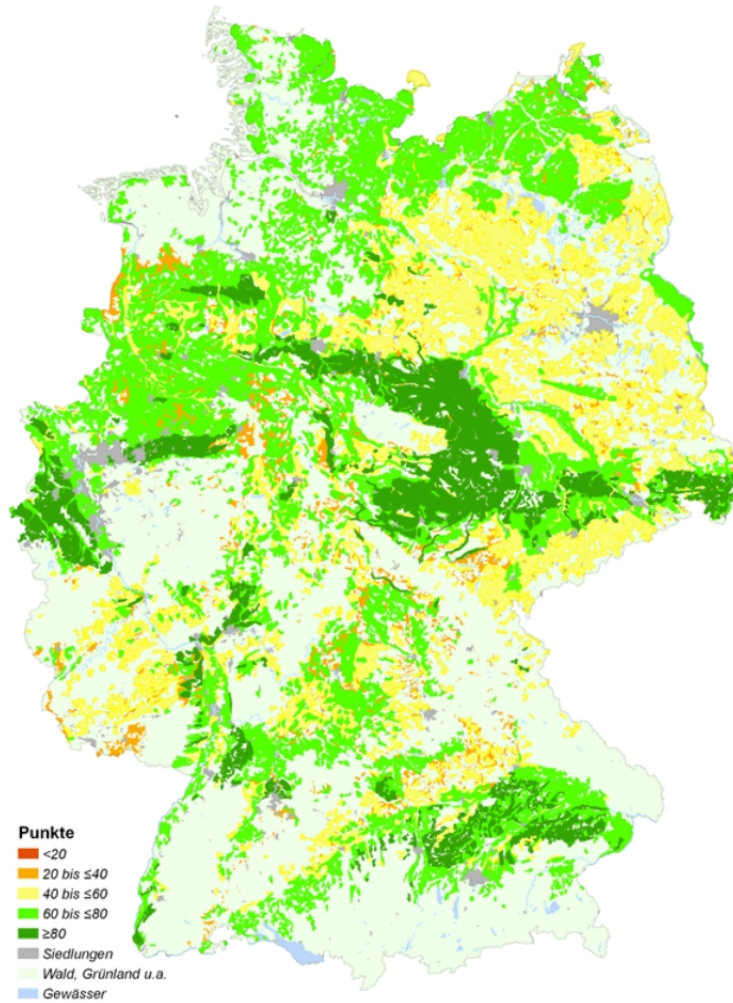 Punkte
<20
20 bis ≤40
40 bis ≤60
60 bis ≤80
≥80
Siedlungen
Wald, Grünland u.a.
Gewässer